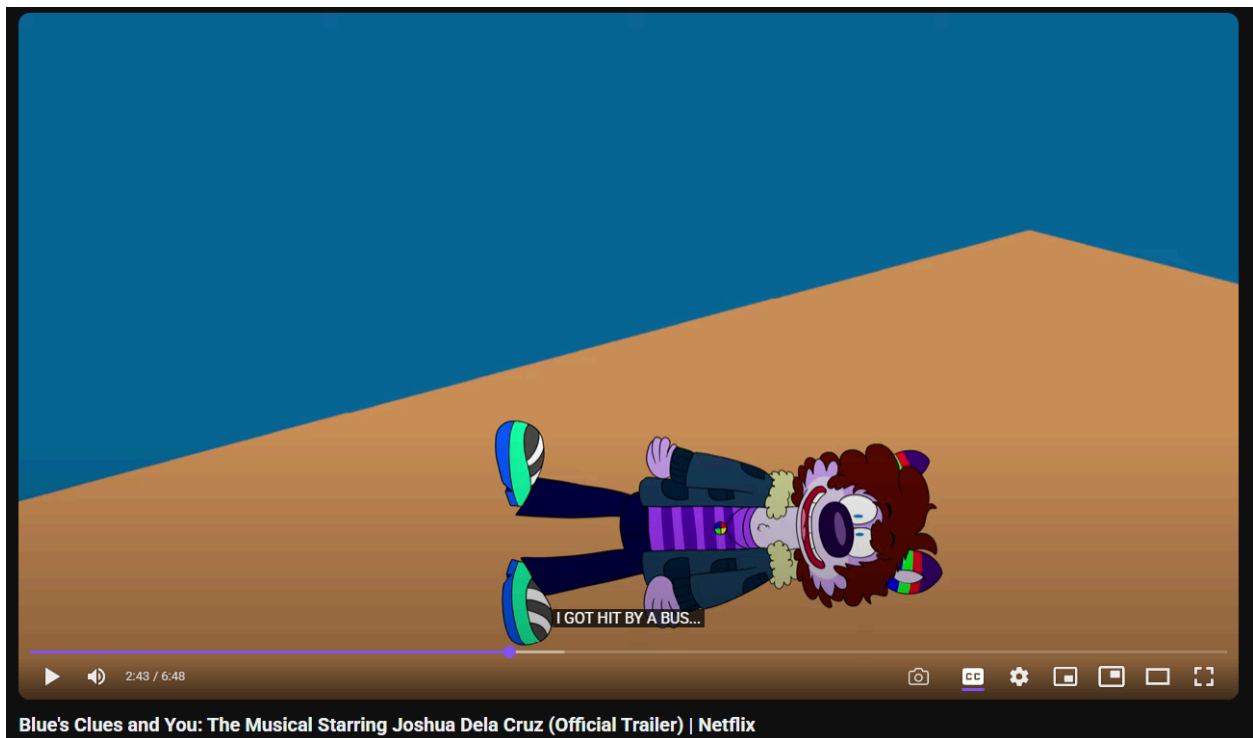 I GOT HIT BY A BUS...
2:43 / 6:48
CC
Blue's Clues and You: The Musical Starring Joshua Dela Cruz (Official Trailer) | Netflix